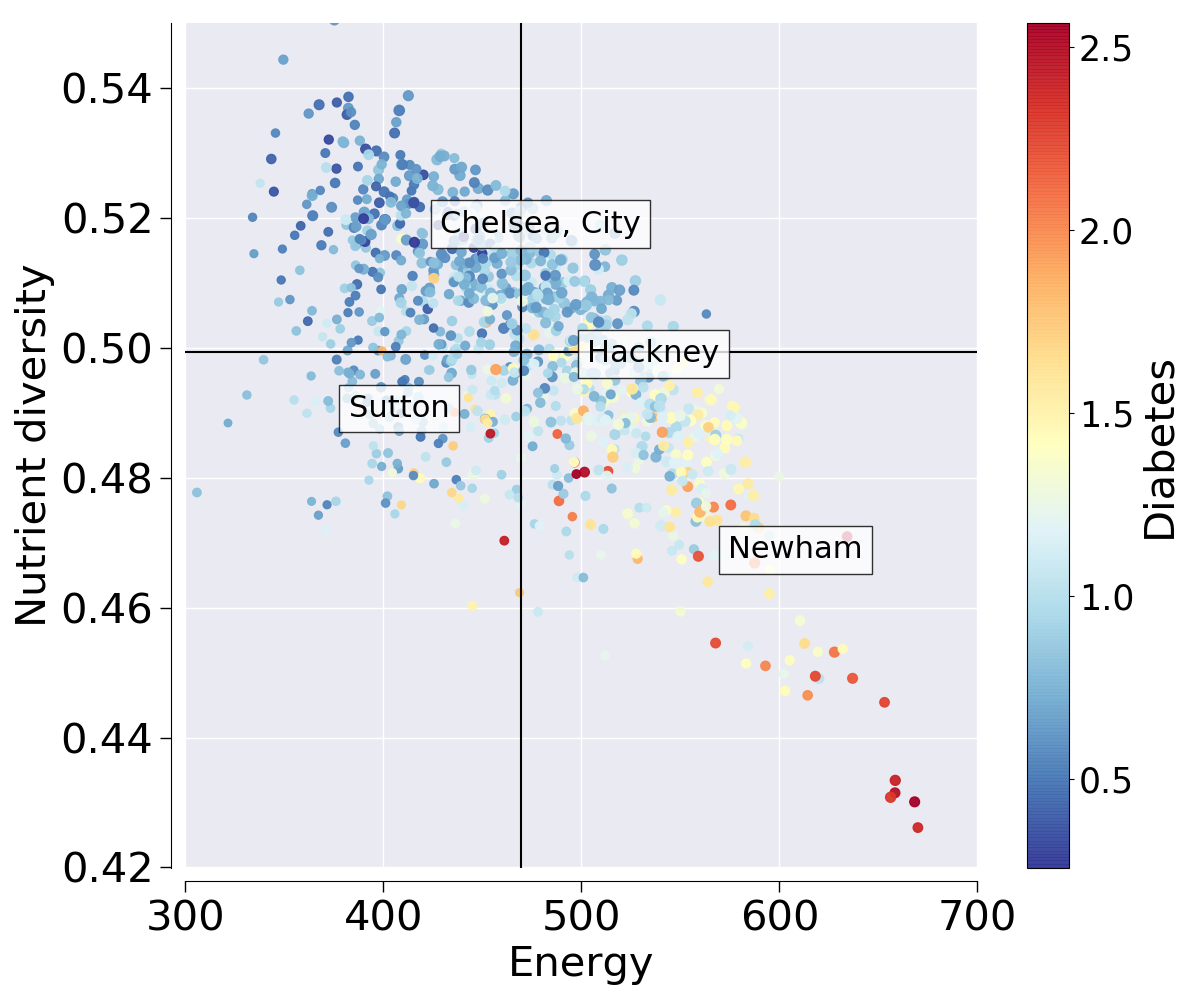 Nutrient diversity
0.54
0.52
0.50
0.48
0.46
0.44
0.42
300
400
500
600
700
Energy
Chelsea, City
Hackney
Sutton
Newham
2.5
2.0
1.5
1.0
0.5
Diabetes